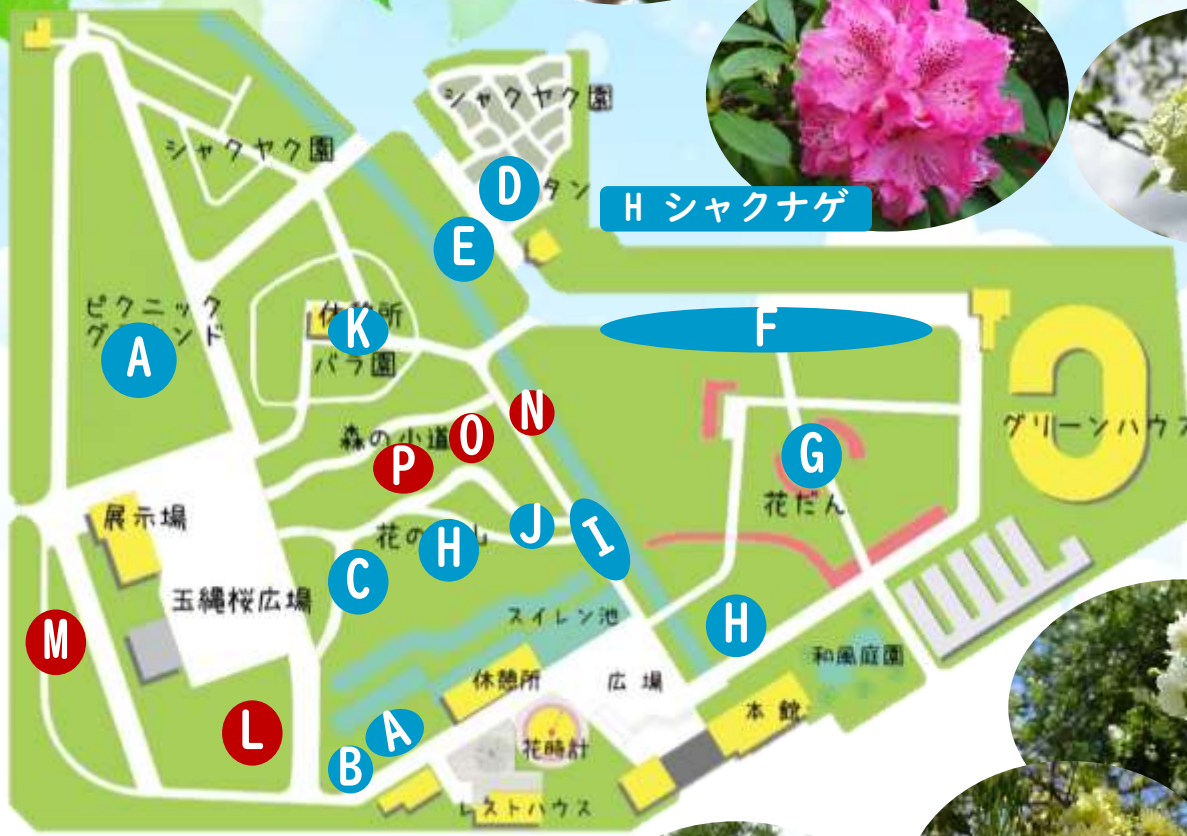 シャクヤク園
シャクヤク園
D
タン
H シャクナゲ
E
ピクニック
A
K
バラ園
F
グリーンハウス
N
森の小道
O
P
G
花だん
展示場
花の
H
J
I
C
玉縄桜広場
スイレン池
M
H
和風庭園
休憩所
広場
本館
L
A
花時計
B
レストハウス